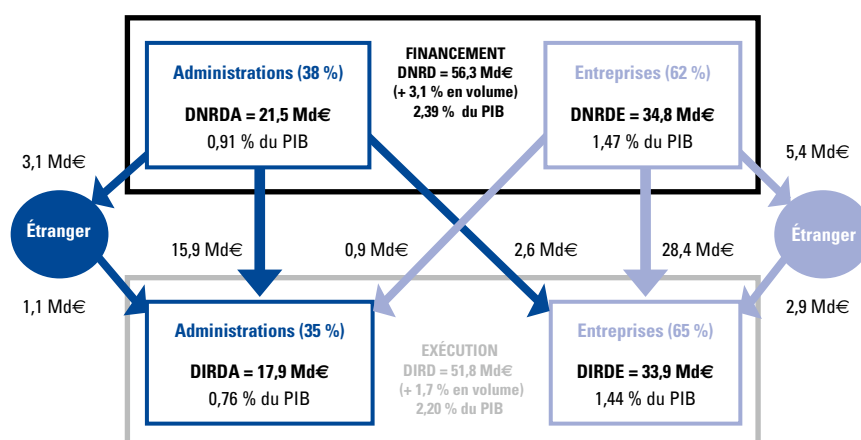 Administrations (38 %)
DNRDA = 21,5 Md€
0,91 % du PIB
FINANCEMENT
DNRD = 56,3 Md€
(+ 3,1 % en volume)
2,39 % du PIB
Entreprises (62 %)
DNRDE = 34,8 Md€
1,47 % du PIB
3,1 Md€
5,4 Md€
Étranger
Étranger
15,9 Md€
0,9 Md€
2,6 Md€
28,4 Md€
1,1 Md€
2,9 Md€
Administrations (35 %)
DIRDA = 17,9 Md€
0,76 % du PIB
EXÉCUTION
DIRD = 51,8 Md€
(+ 1,7 % en volume)
2,20 % du PIB
Entreprises (65 %)
DIRDE = 33,9 Md€
1,44 % du PIB